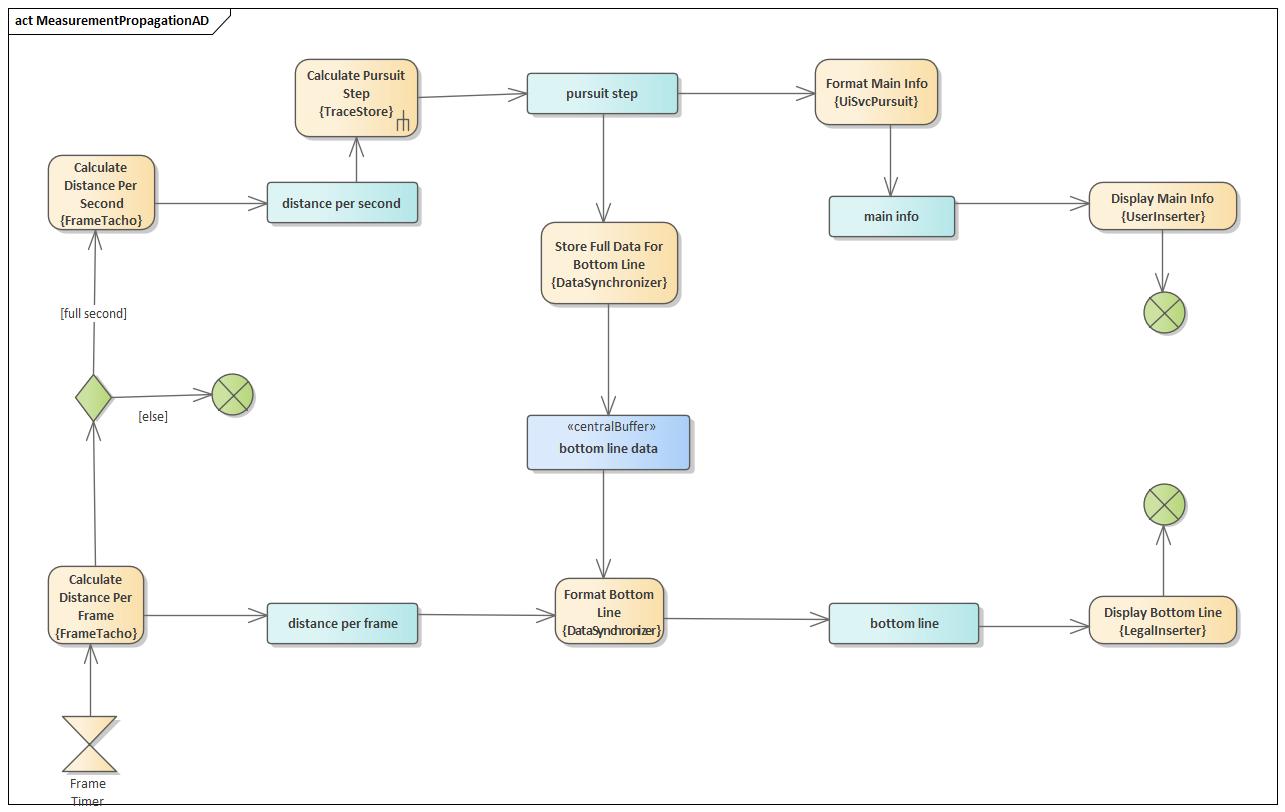 act MeasurementPropagationAD
Calculate Pursuit
Step
{TraceStore}
pursuit step
Format Main Info
{UiSvcPursuit}
Calculate
Distance Per
Second
{FrameTacho}
distance per second
main info
Display Main Info
{UserInserter}
Store Full Data For
Bottom Line
{DataSynchronizer}
[full second]
[else]
«centralBuffer»
bottom line data
Calculate
Distance Per
Frame
{FrameTacho}
distance per frame
Format Bottom
Line
{DataSynchronizer}
bottom line
Display Bottom Line
{LegalInserter}
Frame
Timer